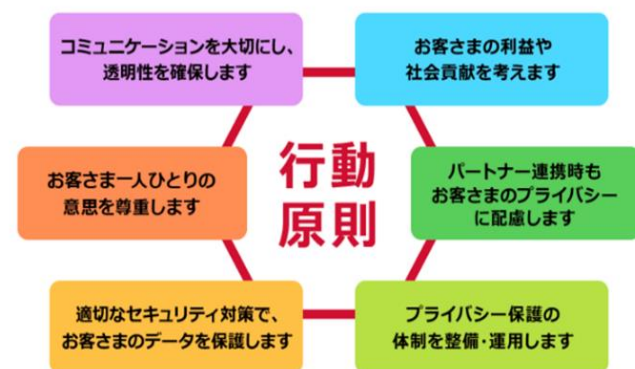 コミュニケーションを大切にし、
透明性を確保します
お客さまの利益や
社会貢献を考えます
お客さま一人ひとりの
意思を尊重します
行動
原則
パートナー連携時も
お客さまのプライバシー
に配慮します
適切なセキュリティ対策で、
お客さまのデータを保護します
プライバシー保護の
体制を整備・運用します